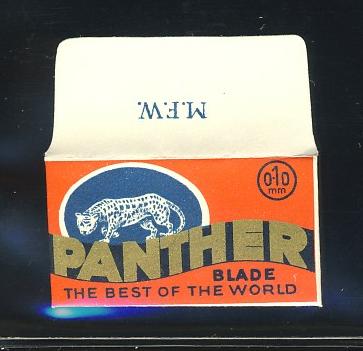 M.F.W.
0·10
mm
PANTHER
BLADE
THE BEST OF THE WORLD